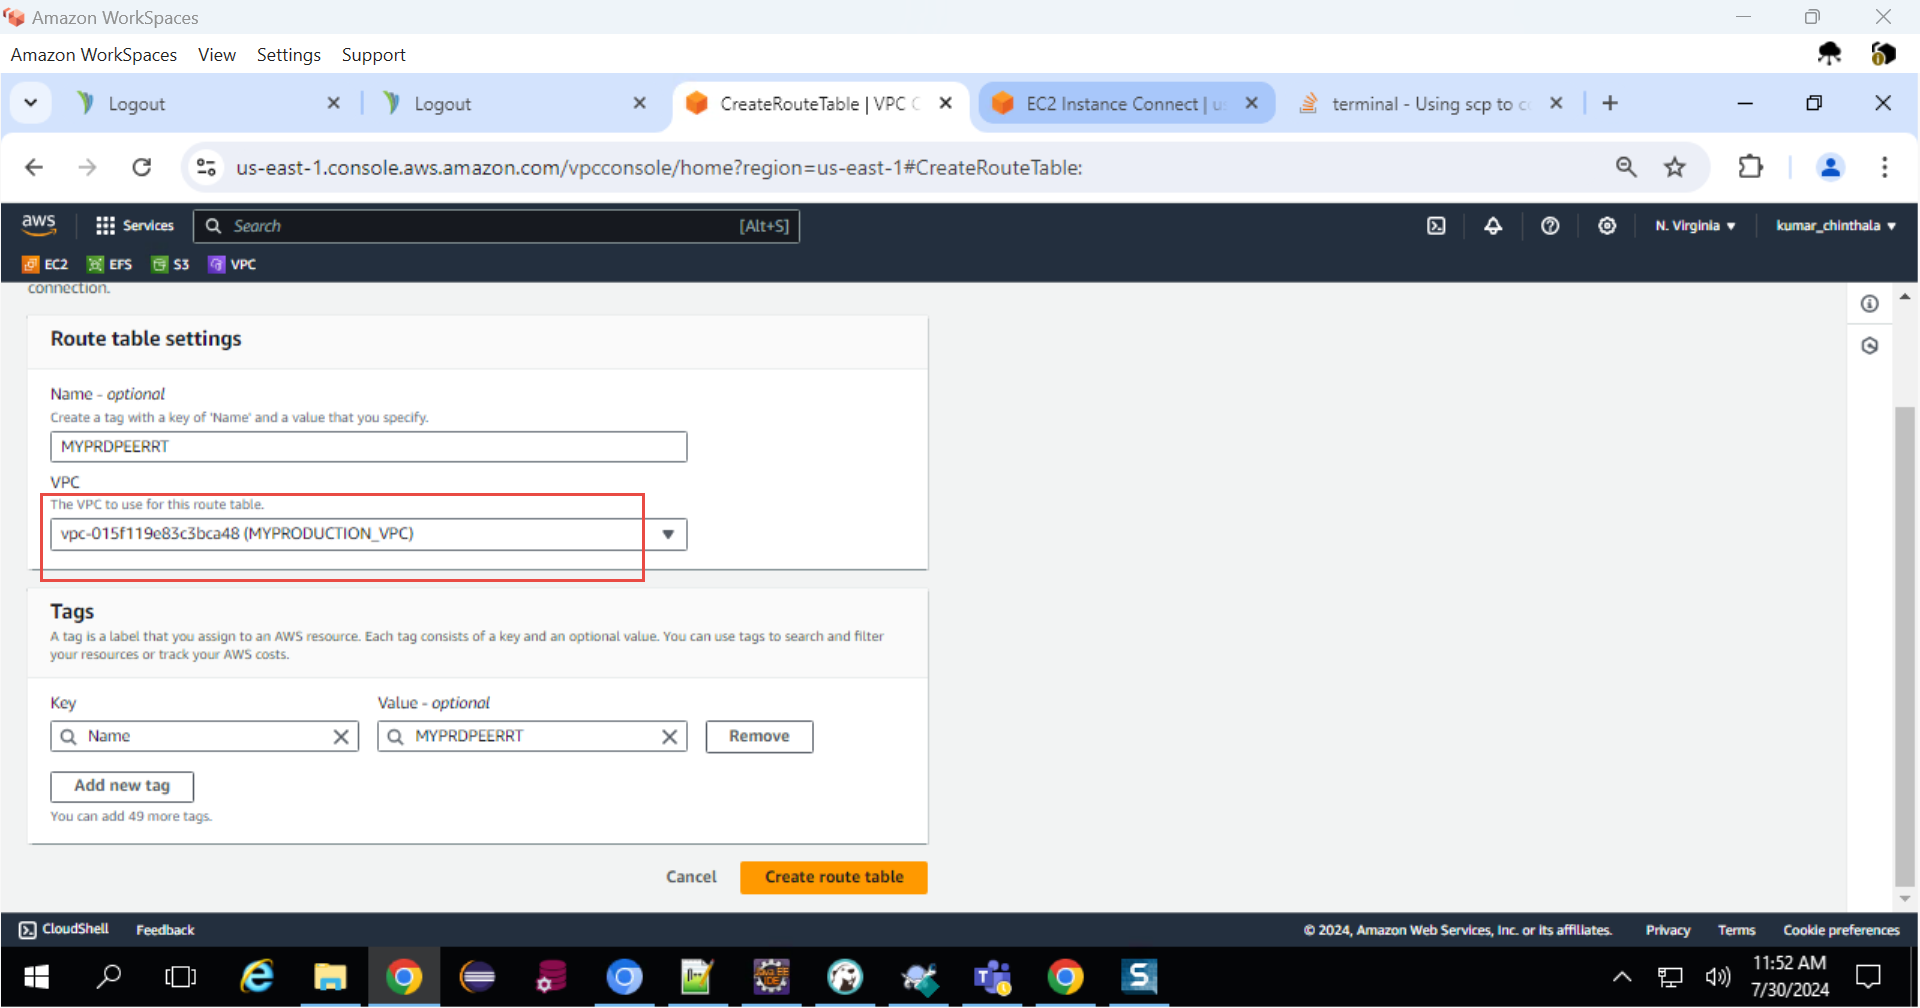 Amazon WorkSpaces
Amazon WorkSpaces View Settings Support
Logout Logout CreateRouteTable | VPC EC2 Instance Connect | terminal - Using scp to
us-east-1.console.aws.amazon.com/vpcconsole/home?region=us-east-1#CreateRouteTable:
aws Services Search [Alt+S] N. Virginia kumar_chinthala
EC2 EFS S3 VPC
connection.
Route table settings
Name - optional
Create a tag with a key of 'Name' and a value that you specify.
MYPRDPEERRT
VPC
The VPC to use for this route table.
vpc-015f119e83c3bca48 (MYPRODUCTION_VPC)
Tags
A tag is a label that you assign to an AWS resource. Each tag consists of a key and an optional value. You can use tags to search and filter
your resources or track your AWS costs.
Key Value - optional
Name MYPRDPEERRT Remove
Add new tag
You can add 49 more tags.
Cancel Create route table
CloudShell Feedback © 2024, Amazon Web Services, Inc. or its affiliates. Privacy Terms Cookie preferences
11:52 AM
7/30/2024